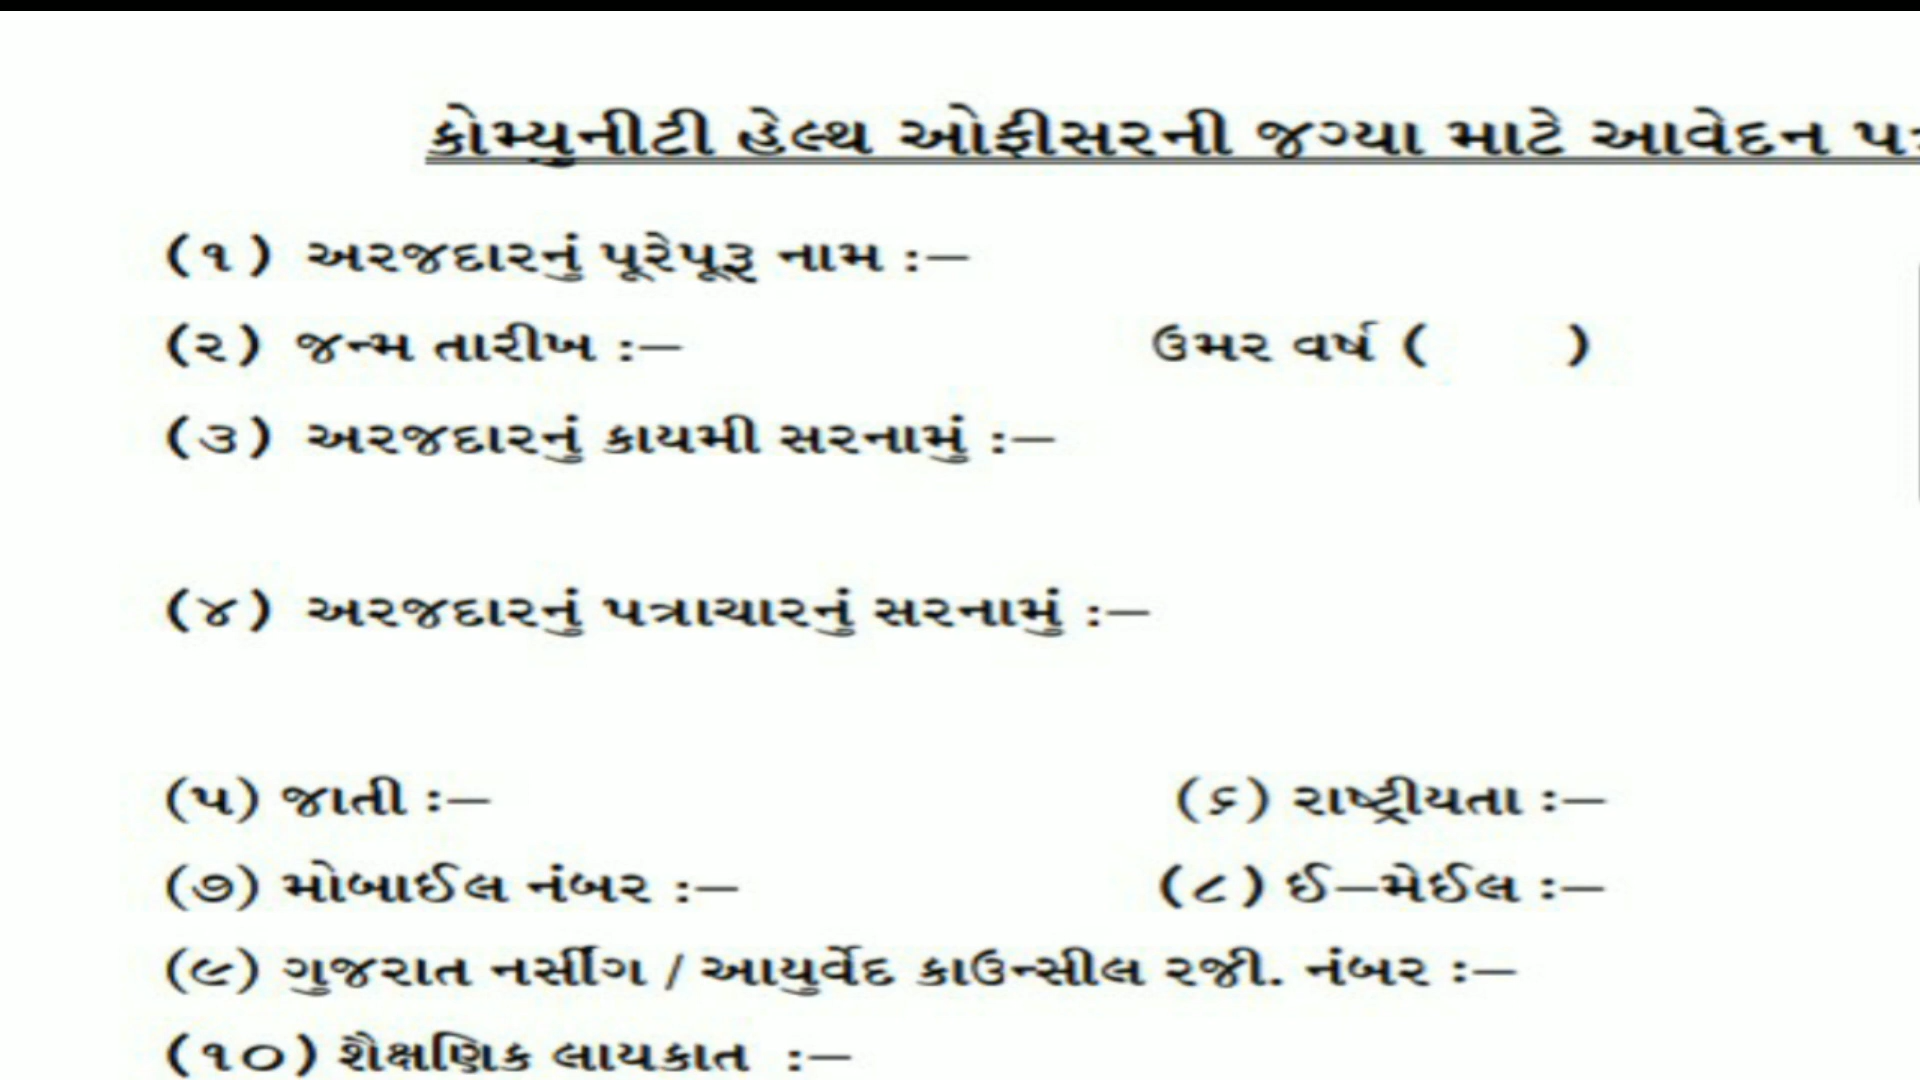 કોમ્યુનીટી હેલ્થ ઓફીસરની જગ્યા માટે આવેદન
(૧) અરજદારનું પૂરેપૂરૂ નામ :–
(૨) જન્મ તારીખ :– ઉમર વર્ષ ( )
(૩) અરજદારનું કાયમી સરનામું :–
(૪) અરજદારનું પત્રાચારનું સરનામું :–
(૫) જાતી :– (૬) રાષ્ટ્રીયતા :–
(૭) મોબાઈલ નંબર :– (૮) ઈ–મેઈલ :–
(૯) ગુજરાત નર્સીંગ / આયુર્વેદ કાઉન્સીલ રજી. નંબર :–
(૧૦) શૈક્ષણિક લાયકાત :–